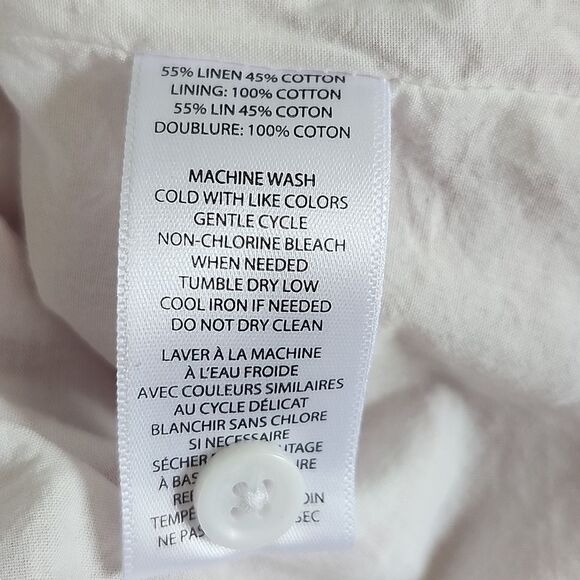 55% LINEN 45% COTTON
LINING: 100% COTTON
55% LIN 45% COTON
DOUBLURE: 100% COTON
MACHINE WASH
COLD WITH LIKE COLORS
GENTLE CYCLE
NON-CHLORINE BLEACH
WHEN NEEDED
TUMBLE DRY LOW
COOL IRON IF NEEDED
DO NOT DRY CLEAN
LAVER À LA MACHINE
À L'EAU FROIDE
AVEC COULEURS SIMILAIRES
AU CYCLE DÉLICAT
BLANCHIR SANS CHLORE
SI NECESSAIRE
À
NE